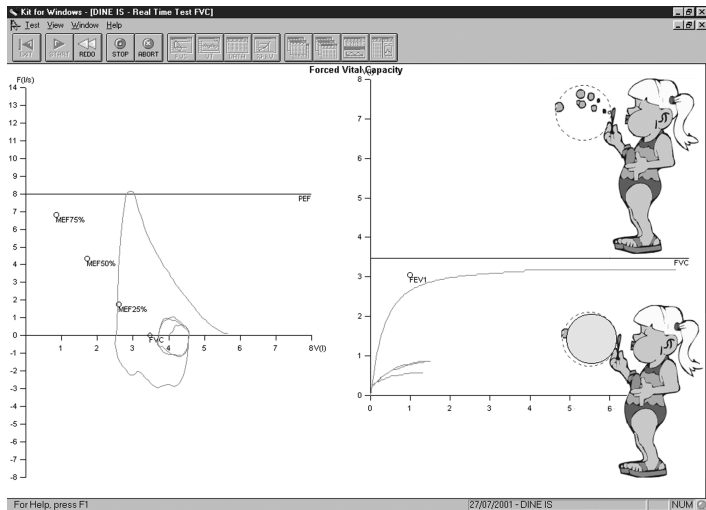 Kit for Windows - [DINE IS - Real Time Test FVC]
Test View Window Help
EXIT START REDO STOP ABORT FVC VT DATA
Forced Vital Capacity
F(l/s)
14
13
12
11
10
9
8
7
6
5
4
3
2
1
0
-1
-2
-3
-4
-5
-6
-7
-8
1 2 3 4 5 6 7 8 V(l)
PEF
MEF75%
MEF50%
MEF25%
FVC
8
7
6
5
4
3
2
1
0
0 1 2 3 4 5 6
FVC
FEV1
For Help, press F1
27/07/2001 - DINE IS
NUM